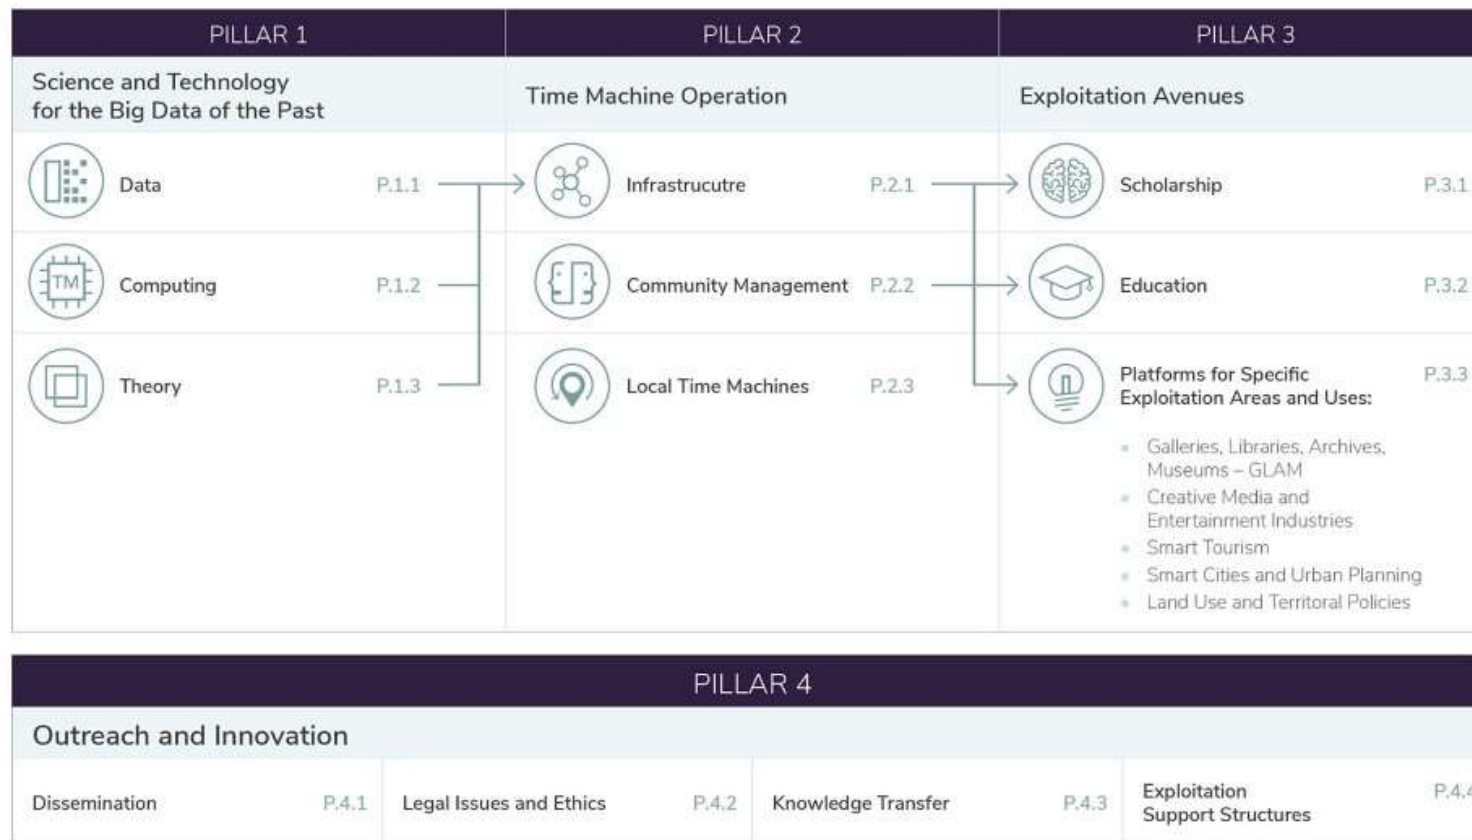 PILLAR 1
PILLAR 2
PILLAR 3
Science and Technology
for the Big Data of the Past
Time Machine Operation
Exploitation Avenues
Data P.1.1
Infrastrucutre P.2.1
Scholarship P.3.1
TM
Computing P.1.2
Community Management P.2.2
Education P.3.2
Theory P.1.3
Local Time Machines P.2.3
Platforms for Specific P.3.3
Exploitation Areas and Uses:
Galleries, Libraries, Archives,
Museums – GLAM
Creative Media and
Entertainment Industries
Smart Tourism
Smart Cities and Urban Planning
Land Use and Territoral Policies
PILLAR 4
Outreach and Innovation
Dissemination P.4.1
Legal Issues and Ethics P.4.2
Knowledge Transfer P.4.3
Exploitation P.4.4
Support Structures